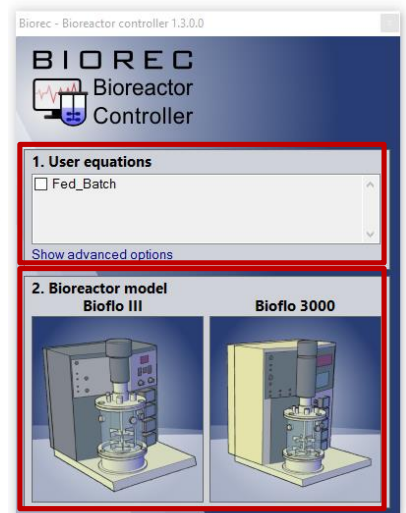 Biorec - Bioreactor controller 1.3.0.0
BIOREC
Bioreactor
Controller
1. User equations
Fed_Batch
Show advanced options
2. Bioreactor model
Bioflo III Bioflo 3000